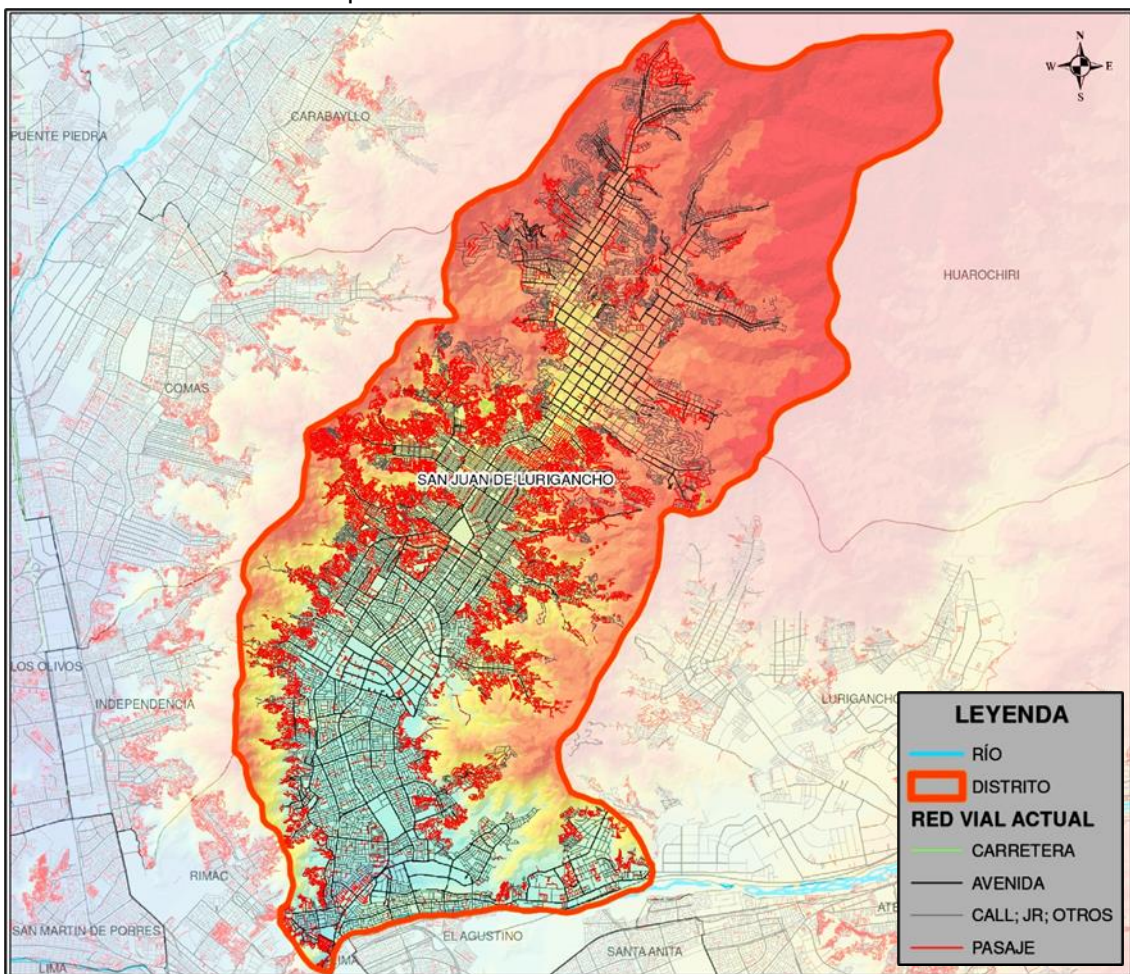 N
W E
S
CARABAYLLO
PUENTE PIEDRA
HUAROCHIRI
COMAS
SAN JUAN DE LURIGANCHO
LOS OLIVOS
INDEPENDENCIA
LURIGANCHO
RIMAC
SAN MARTIN DE PORRES
EL AGUSTINO
SANTA ANITA
ATE
LIMA
LIMA
LEYENDA
RÍO
DISTRITO
RED VIAL ACTUAL
CARRETERA
AVENIDA
CALL; JR; OTROS
PASAJE